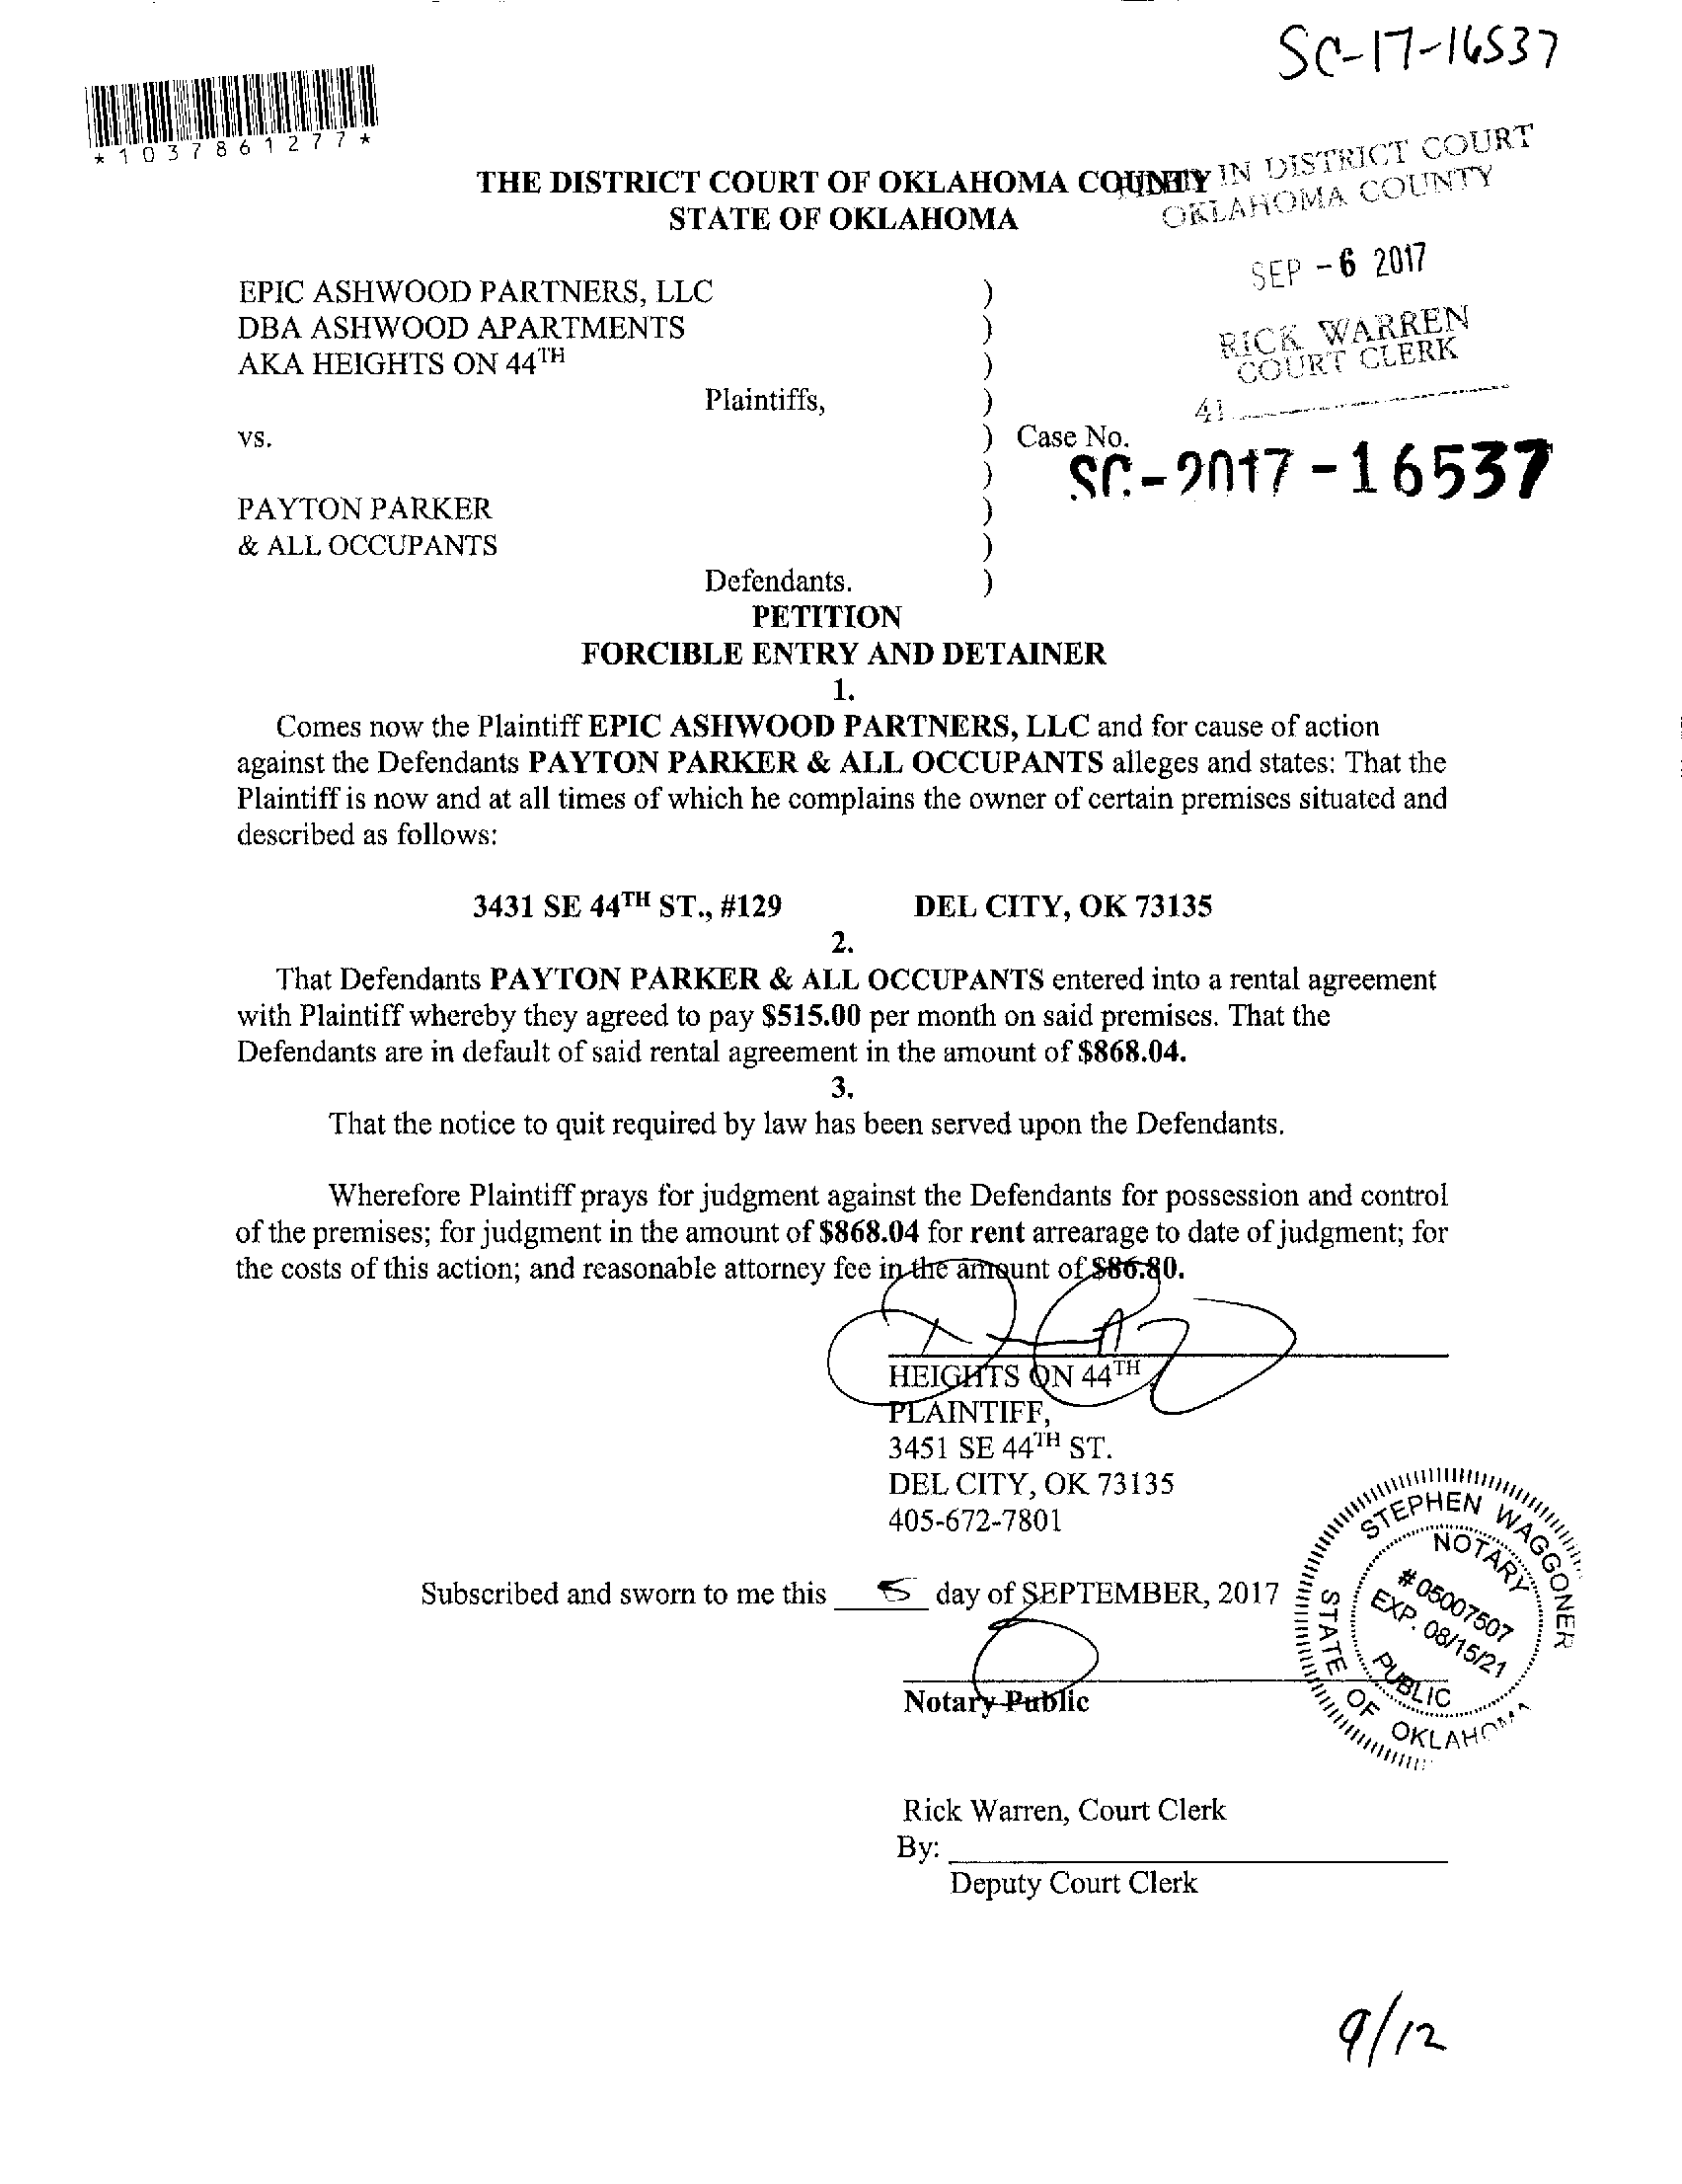 SC-17-16537
*1037861277*
THE DISTRICT COURT OF OKLAHOMA COUNTY
STATE OF OKLAHOMA
IN DISTRICT COURT
OKLAHOMA COUNTY
SEP - 6 2017
RICK WARREN
COURT CLERK
41
EPIC ASHWOOD PARTNERS, LLC )
DBA ASHWOOD APARTMENTS )
AKA HEIGHTS ON 44TH )
Plaintiffs, )
vs. ) Case No.
) SC-2017-16537
PAYTON PARKER )
& ALL OCCUPANTS )
Defendants. )
PETITION
FORCIBLE ENTRY AND DETAINER
1.
Comes now the Plaintiff EPIC ASHWOOD PARTNERS, LLC and for cause of action
against the Defendants PAYTON PARKER & ALL OCCUPANTS alleges and states: That the
Plaintiff is now and at all times of which he complains the owner of certain premises situated and
described as follows:
3431 SE 44TH ST., #129 DEL CITY, OK 73135
2.
That Defendants PAYTON PARKER & ALL OCCUPANTS entered into a rental agreement
with Plaintiff whereby they agreed to pay $515.00 per month on said premises. That the
Defendants are in default of said rental agreement in the amount of $868.04.
3.
That the notice to quit required by law has been served upon the Defendants.
Wherefore Plaintiff prays for judgment against the Defendants for possession and control
of the premises; for judgment in the amount of $868.04 for rent arrearage to date of judgment; for
the costs of this action; and reasonable attorney fee in the amount of $86.80.
HEIGHTS ON 44TH
PLAINTIFF,
3451 SE 44TH ST.
DEL CITY, OK 73135
405-672-7801
Subscribed and sworn to me this 5 day of SEPTEMBER, 2017
Notary Public
STEPHEN WAGGONER
NOTARY
# 05007507
EXP. 08/15/21
PUBLIC
STATE OF OKLAHOMA
Rick Warren, Court Clerk
By:
Deputy Court Clerk
9/12